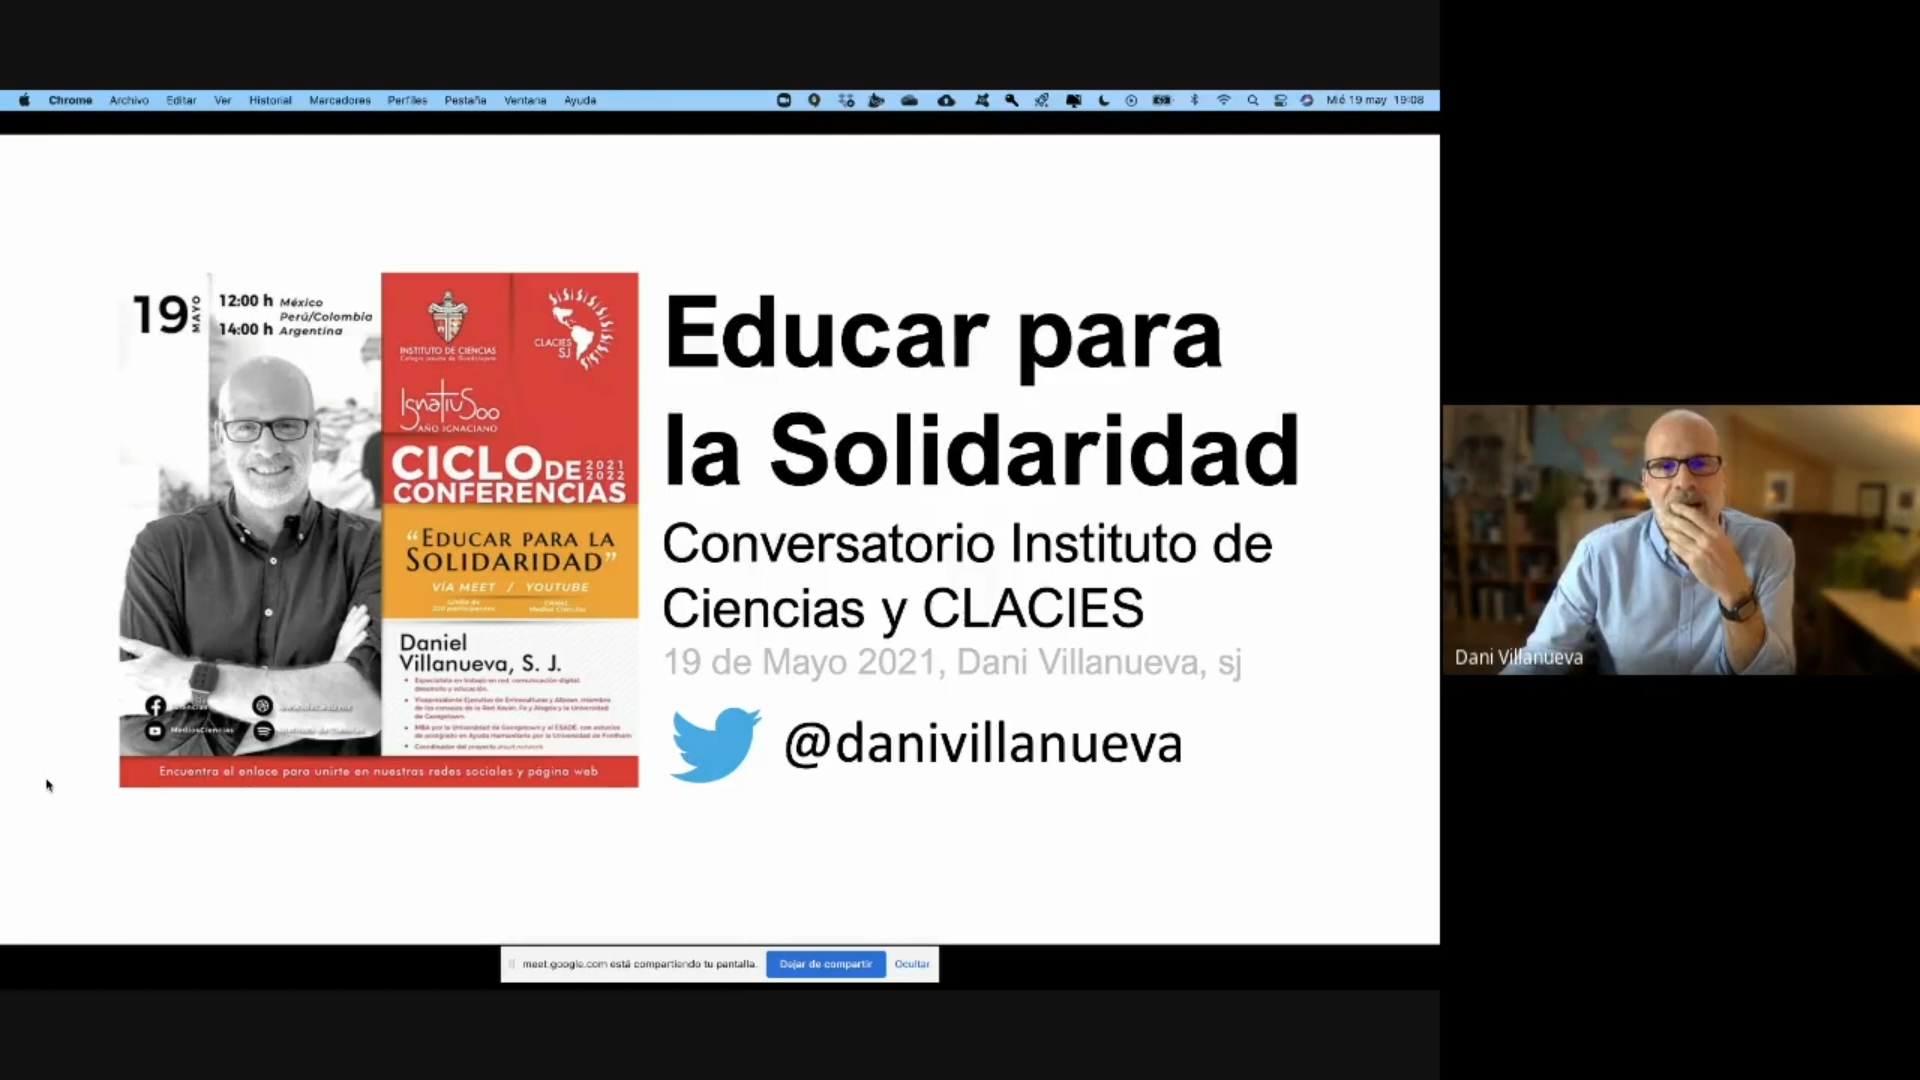 Chrome Archivo Editar Ver Historial Marcadores Perfiles Pestaña Ventana Ayuda
Mié 19 may 19:08
19 MAYO
12:00 h México
Perú/Colombia
14:00 h Argentina
INSTITUTO DE CIENCIAS
CLACIES
SJ
IgnatiuS500
AÑO IGNACIANO
CICLO DE 2021
2022
CONFERENCIAS
“EDUCAR PARA LA
SOLIDARIDAD”
VÍA MEET / YOUTUBE
Daniel
Villanueva, S. J.
MediosCiencias
Encuentra el enlace para unirte en nuestras redes sociales y página web
Educar para
la Solidaridad
Conversatorio Instituto de
Ciencias y CLACIES
19 de Mayo 2021, Dani Villanueva, sj
@danivillanueva
Dani Villanueva
meet.google.com está compartiendo tu pantalla. Dejar de compartir Ocultar